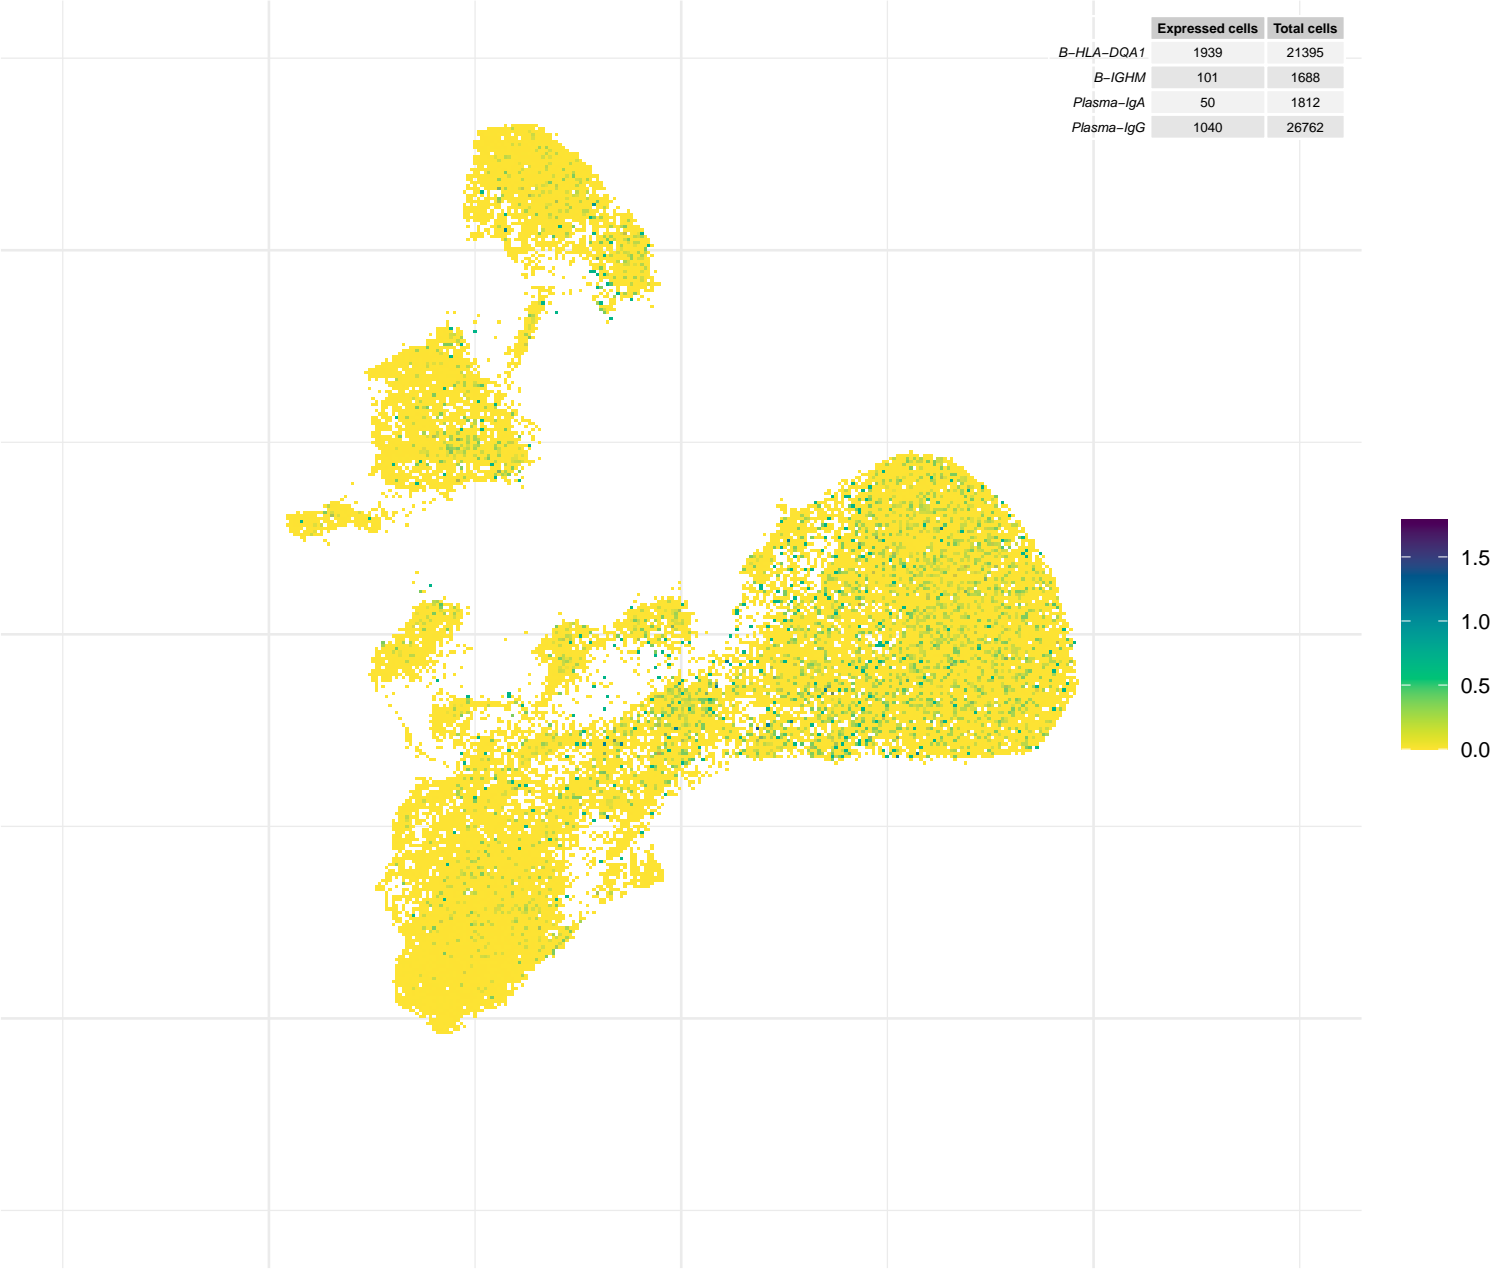 Expressed cells Total cells
B−HLA−DQA1 1939 21395
B−IGHM 101 1688
Plasma−IgA 50 1812
Plasma−IgG 1040 26762
1.5
1.0
0.5
0.0